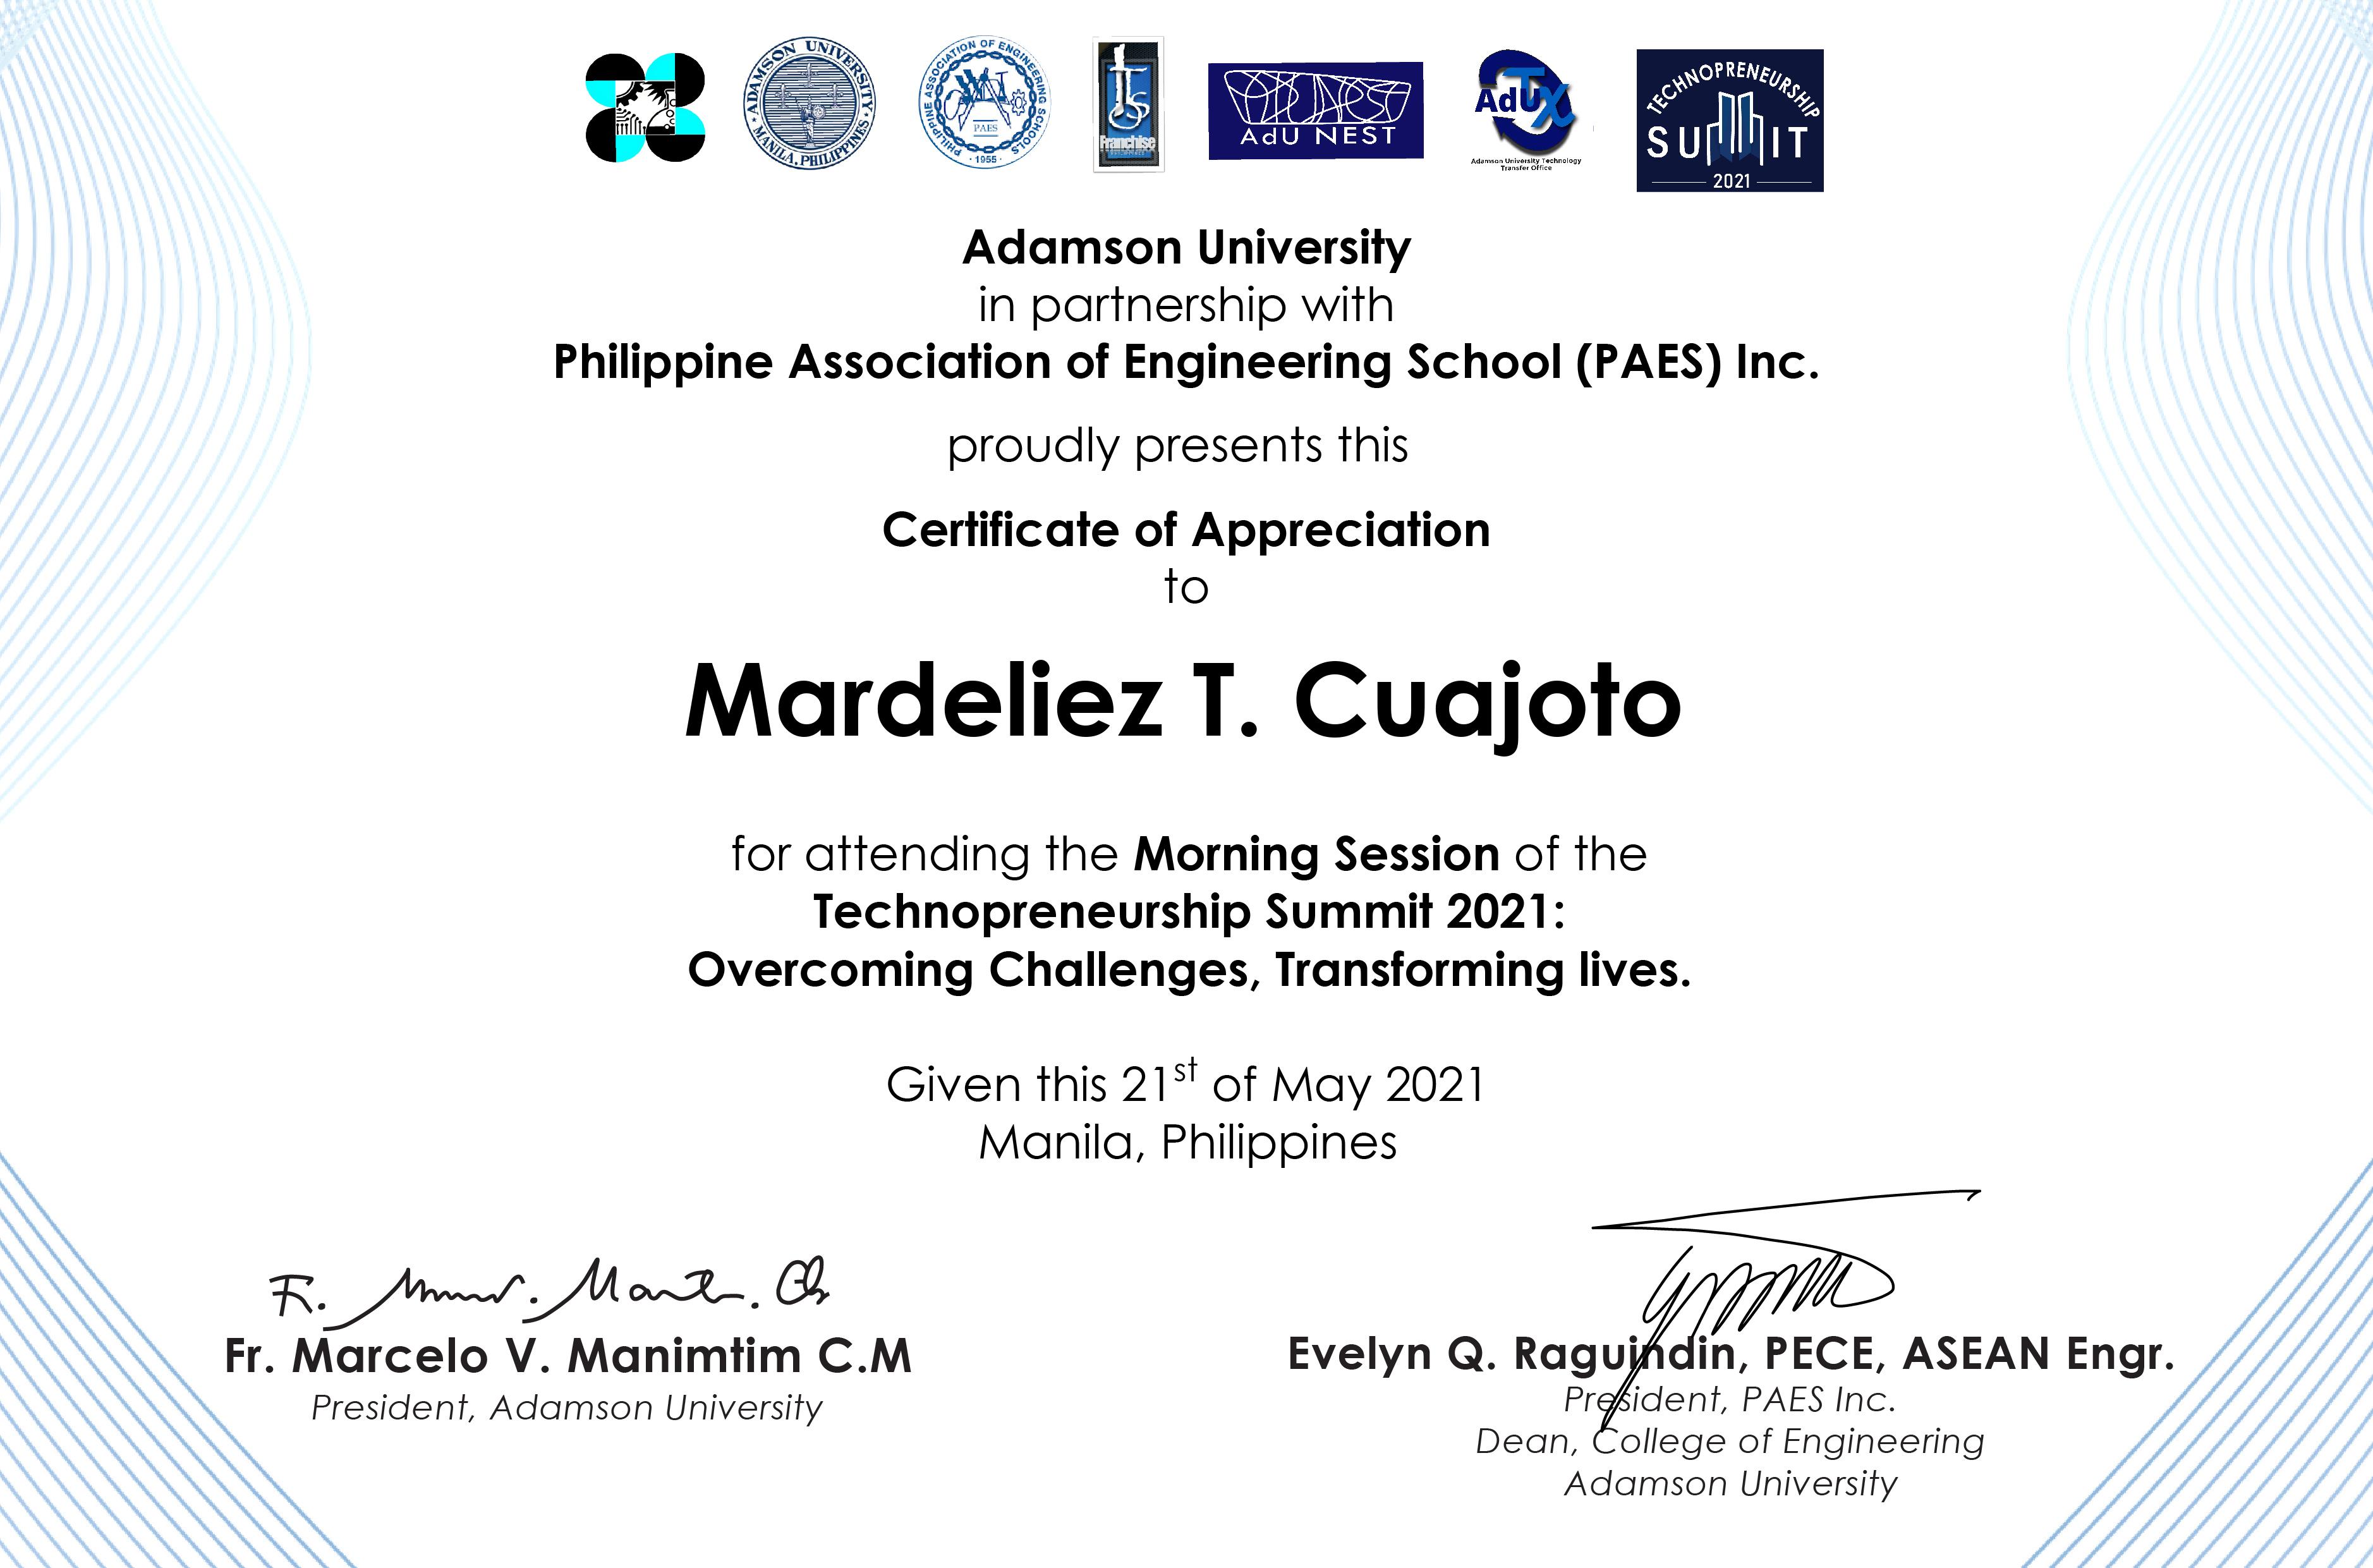 ADAMSON UNIVERSITY
MANILA, PHILIPPINES
PHILIPPINE ASSOCIATION OF ENGINEERING SCHOOLS
PAES
1955
Franchise
AdU NEST
AdUTX
Adamson University Technology
Transfer Office
TECHNOPRENEURSHIP
SUMMIT
2021
Adamson University
in partnership with
Philippine Association of Engineering School (PAES) Inc.
proudly presents this
Certificate of Appreciation
to
Mardeliez T. Cuajoto
for attending the Morning Session of the
Technopreneurship Summit 2021:
Overcoming Challenges, Transforming lives.
Given this 21st of May 2021
Manila, Philippines
Fr. Marcelo V. Manimtim C.M
President, Adamson University
Evelyn Q. Raguindin, PECE, ASEAN Engr.
President, PAES Inc.
Dean, College of Engineering
Adamson University